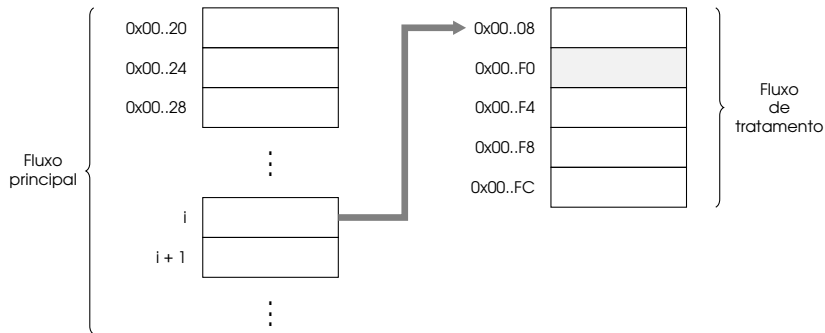 Fluxo
principal
0x00..20
0x00..24
0x00..28
i
i + 1
0x00..08
0x00..F0
0x00..F4
0x00..F8
0x00..FC
Fluxo
de
tratamento